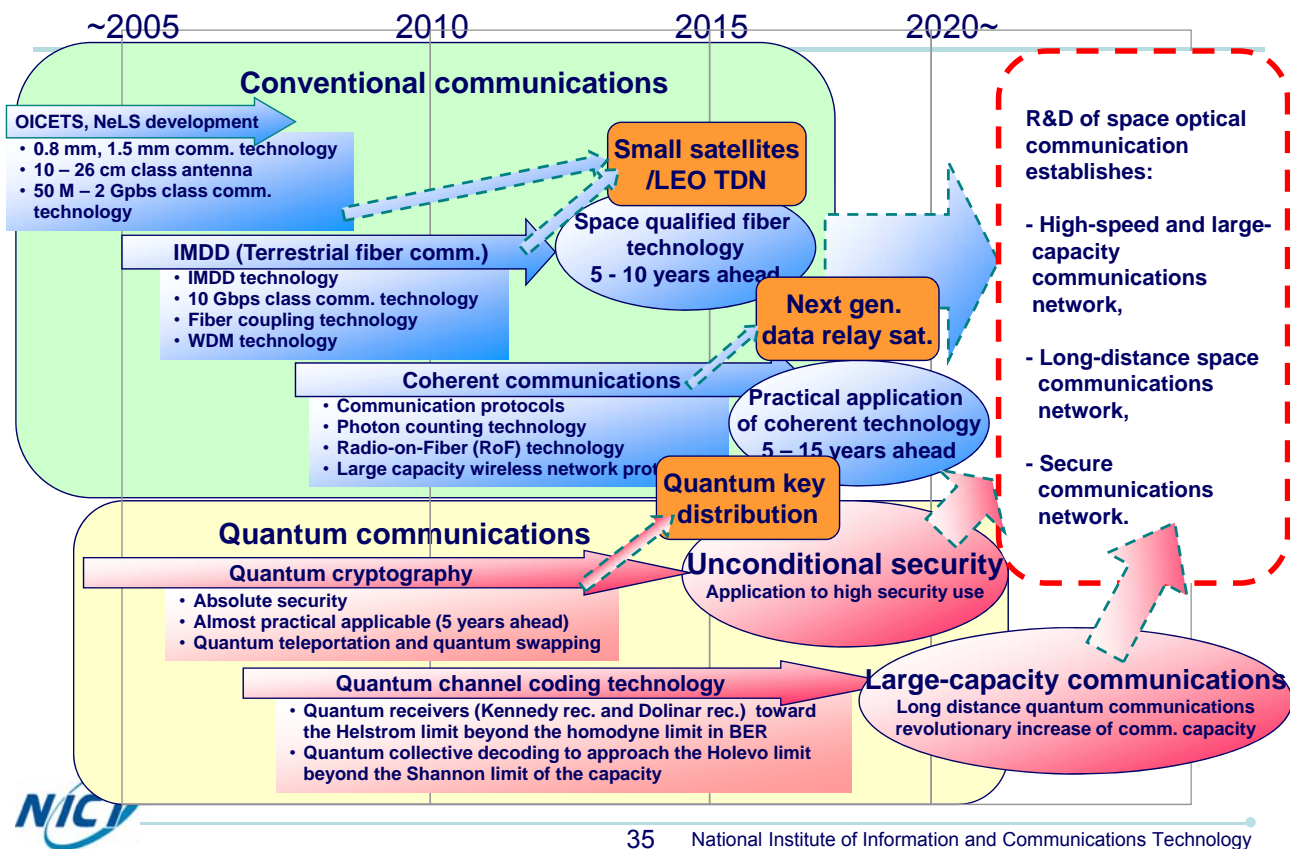 ~2005 2010 2015 2020~
Conventional communications
OICETS, NeLS development
• 0.8 mm, 1.5 mm comm. technology
• 10 – 26 cm class antenna
• 50 M – 2 Gpbs class comm.
technology
Small satellites
/LEO TDN
Space qualified fiber
technology
5 - 10 years ahead
IMDD (Terrestrial fiber comm.)
• IMDD technology
• 10 Gbps class comm. technology
• Fiber coupling technology
• WDM technology
Next gen.
data relay sat.
Coherent communications
• Communication protocols
• Photon counting technology
• Radio-on-Fiber (RoF) technology
• Large capacity wireless network prot
Practical application
of coherent technology
5 – 15 years ahead
R&D of space optical
communication
establishes:
- High-speed and large-
capacity
communications
network,
- Long-distance space
communications
network,
- Secure
communications
network.
Quantum communications
Quantum key
distribution
Quantum cryptography
• Absolute security
• Almost practical applicable (5 years ahead)
• Quantum teleportation and quantum swapping
Unconditional security
Application to high security use
Quantum channel coding technology
• Quantum receivers (Kennedy rec. and Dolinar rec.) toward
the Helstrom limit beyond the homodyne limit in BER
• Quantum collective decoding to approach the Holevo limit
beyond the Shannon limit of the capacity
Large-capacity communications
Long distance quantum communications
revolutionary increase of comm. capacity
NICT
35 National Institute of Information and Communications Technology